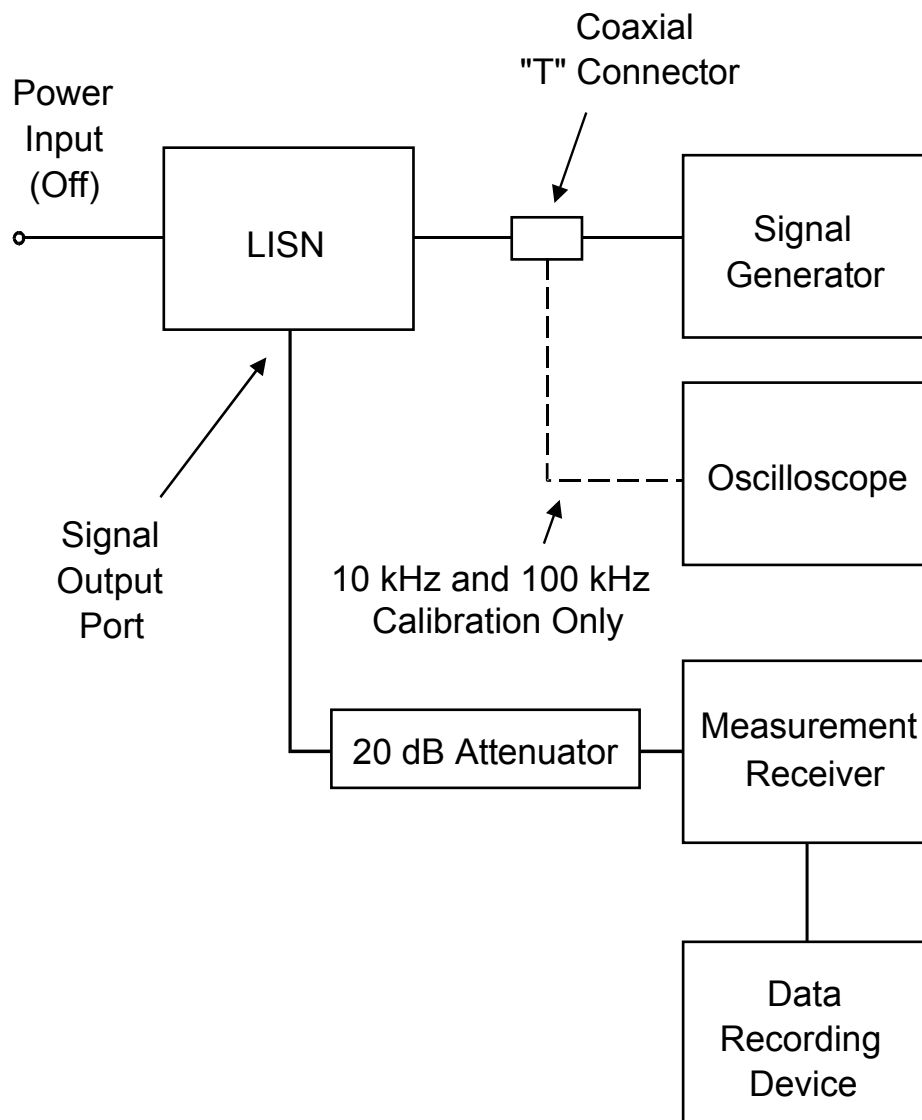 Coaxial
"T" Connector
Power
Input
(Off)
LISN
Signal
Generator
Oscilloscope
Signal
Output
Port
10 kHz and 100 kHz
Calibration Only
20 dB Attenuator
Measurement
Receiver
Data
Recording
Device